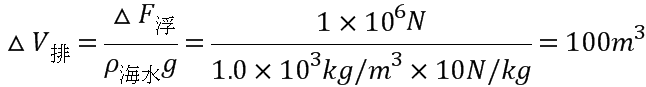 △V排 = △F浮 / ρ海水g = 1 × 10⁶N / 1.0 × 10³kg/m³ × 10N/kg = 100m³